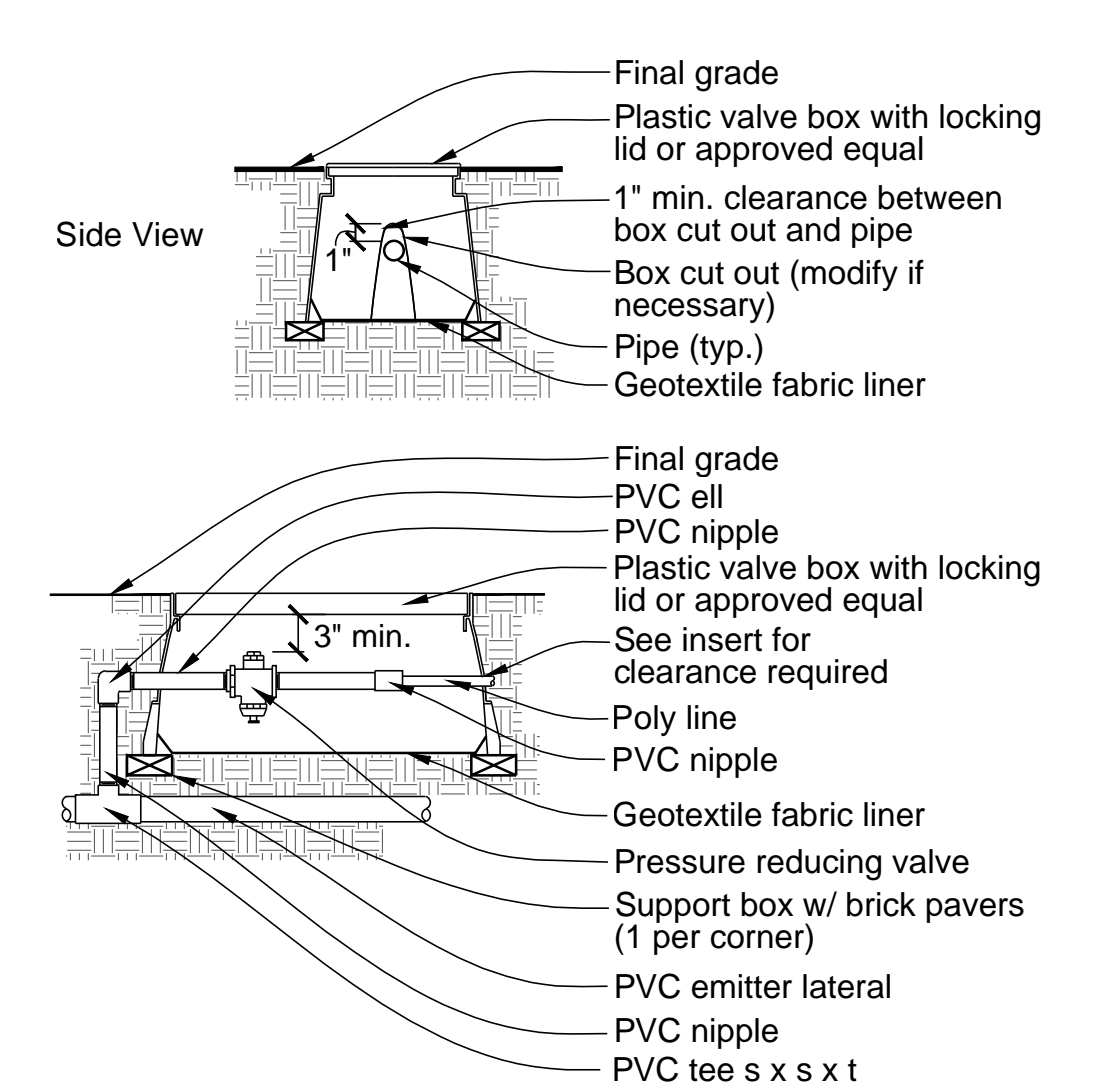 Final grade
Plastic valve box with locking
lid or approved equal
Side View
1" min. clearance between
box cut out and pipe
1"
Box cut out (modify if
necessary)
Pipe (typ.)
Geotextile fabric liner
Final grade
PVC ell
PVC nipple
Plastic valve box with locking
lid or approved equal
3" min.
See insert for
clearance required
Poly line
PVC nipple
Geotextile fabric liner
Pressure reducing valve
Support box w/ brick pavers
(1 per corner)
PVC emitter lateral
PVC nipple
PVC tee s x s x t